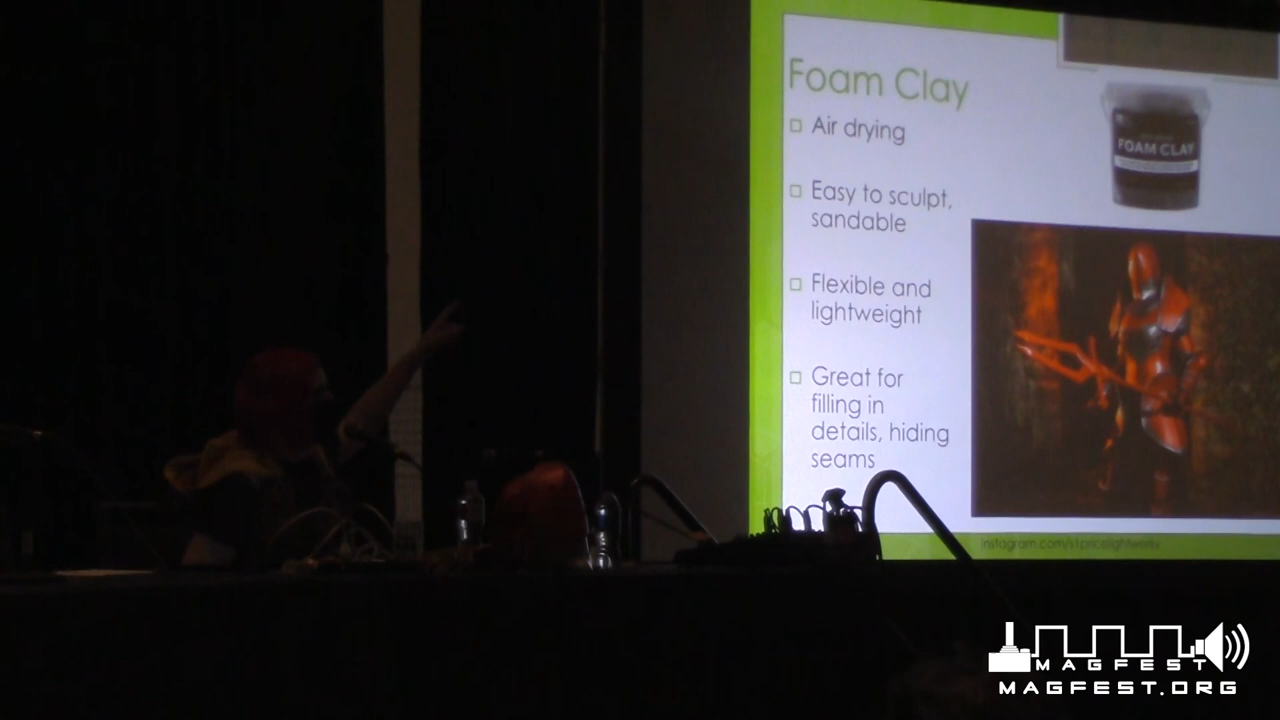 Foam Clay
Air drying
Easy to sculpt,
sandable
Flexible and
lightweight
Great for
filling in
details, hiding
seams
FOAM CLAY
MAGFEST
MAGFEST.ORG